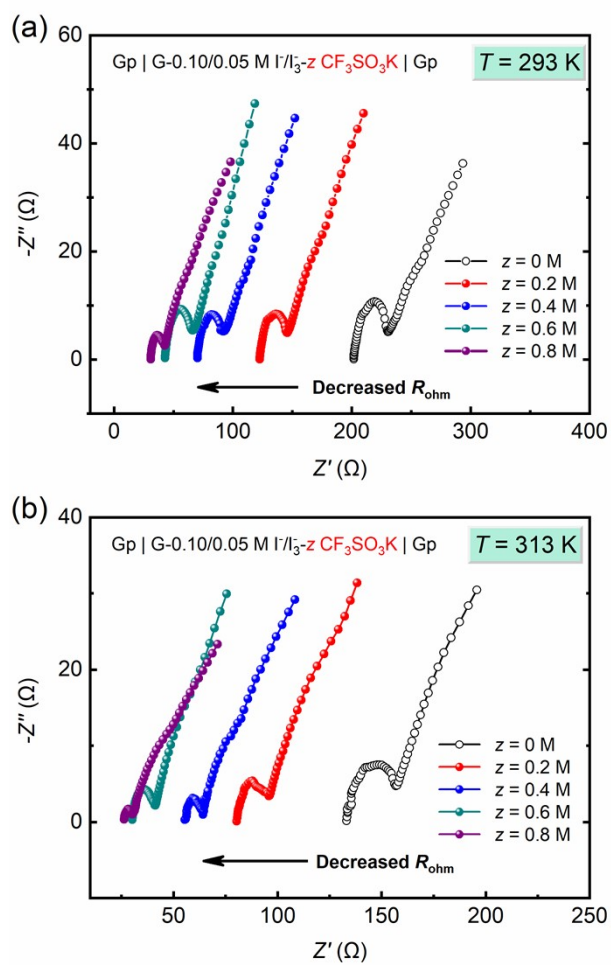 (a)
60
40
20
0
-Z″ (Ω)
Gp | G-0.10/0.05 M I⁻/I₃⁻-z CF₃SO₃K | Gp
T = 293 K
z = 0 M
z = 0.2 M
z = 0.4 M
z = 0.6 M
z = 0.8 M
Decreased Rohm
0 100 200 300 400
Z′ (Ω)
(b)
40
20
0
-Z″ (Ω)
Gp | G-0.10/0.05 M I⁻/I₃⁻-z CF₃SO₃K | Gp
T = 313 K
z = 0 M
z = 0.2 M
z = 0.4 M
z = 0.6 M
z = 0.8 M
Decreased Rohm
50 100 150 200 250
Z′ (Ω)